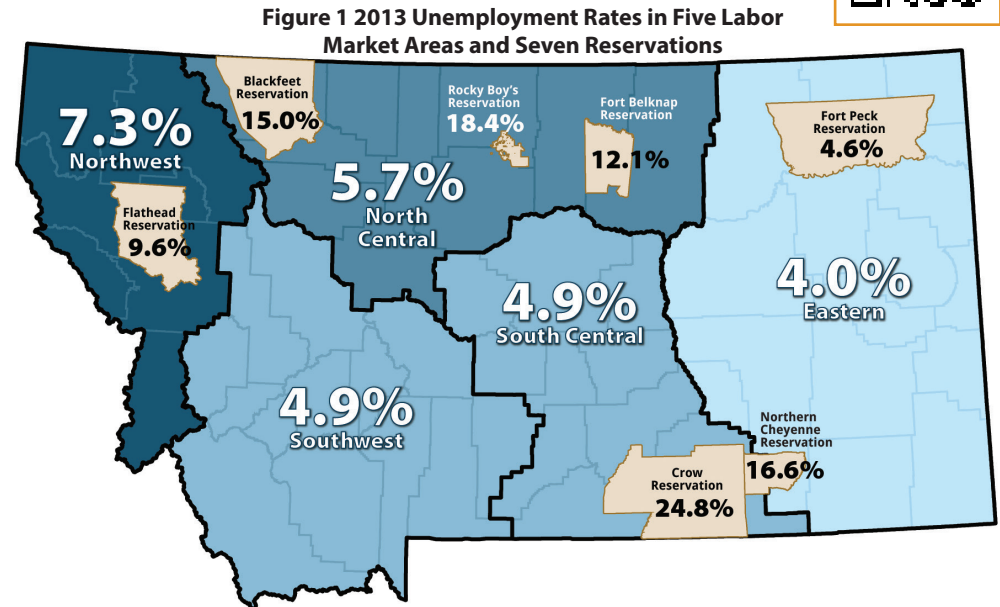 Figure 1 2013 Unemployment Rates in Five Labor
Market Areas and Seven Reservations
7.3%
Northwest
Blackfeet
Reservation
15.0%
Rocky Boy's
Reservation
18.4%
Fort Belknap
Reservation
12.1%
Fort Peck
Reservation
4.6%
5.7%
North
Central
Flathead
Reservation
9.6%
4.9%
South Central
4.0%
Eastern
4.9%
Southwest
Northern
Cheyenne
Reservation
16.6%
Crow
Reservation
24.8%